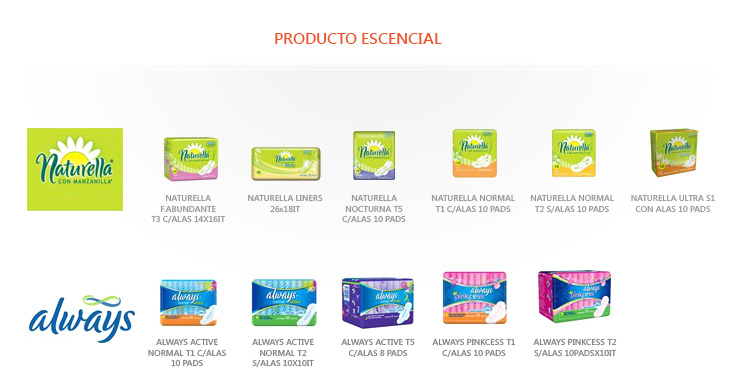 PRODUCTO ESCENCIAL
Naturella
CON MANZANILLA
NATURELLA
F.ABUNDANTE
T3 C/ALAS 14X16IT
NATURELLA LINERS
26x18IT
NATURELLA
NOCTURNA T5
C/ALAS 10 PADS
NATURELLA NORMAL
T1 C/ALAS 10 PADS
NATURELLA NORMAL
T2 S/ALAS 10 PADS
NATURELLA ULTRA S1
CON ALAS 10 PADS
always
ALWAYS ACTIVE
NORMAL T1 C/ALAS
10 PADS
ALWAYS ACTIVE
NORMAL T2
S/ALAS 10X10IT
ALWAYS ACTIVE T5
C/ALAS 8 PADS
ALWAYS PINKCESS T1
C/ALAS 10 PADS
ALWAYS PINKCESS T2
S/ALAS 10PADSX10IT